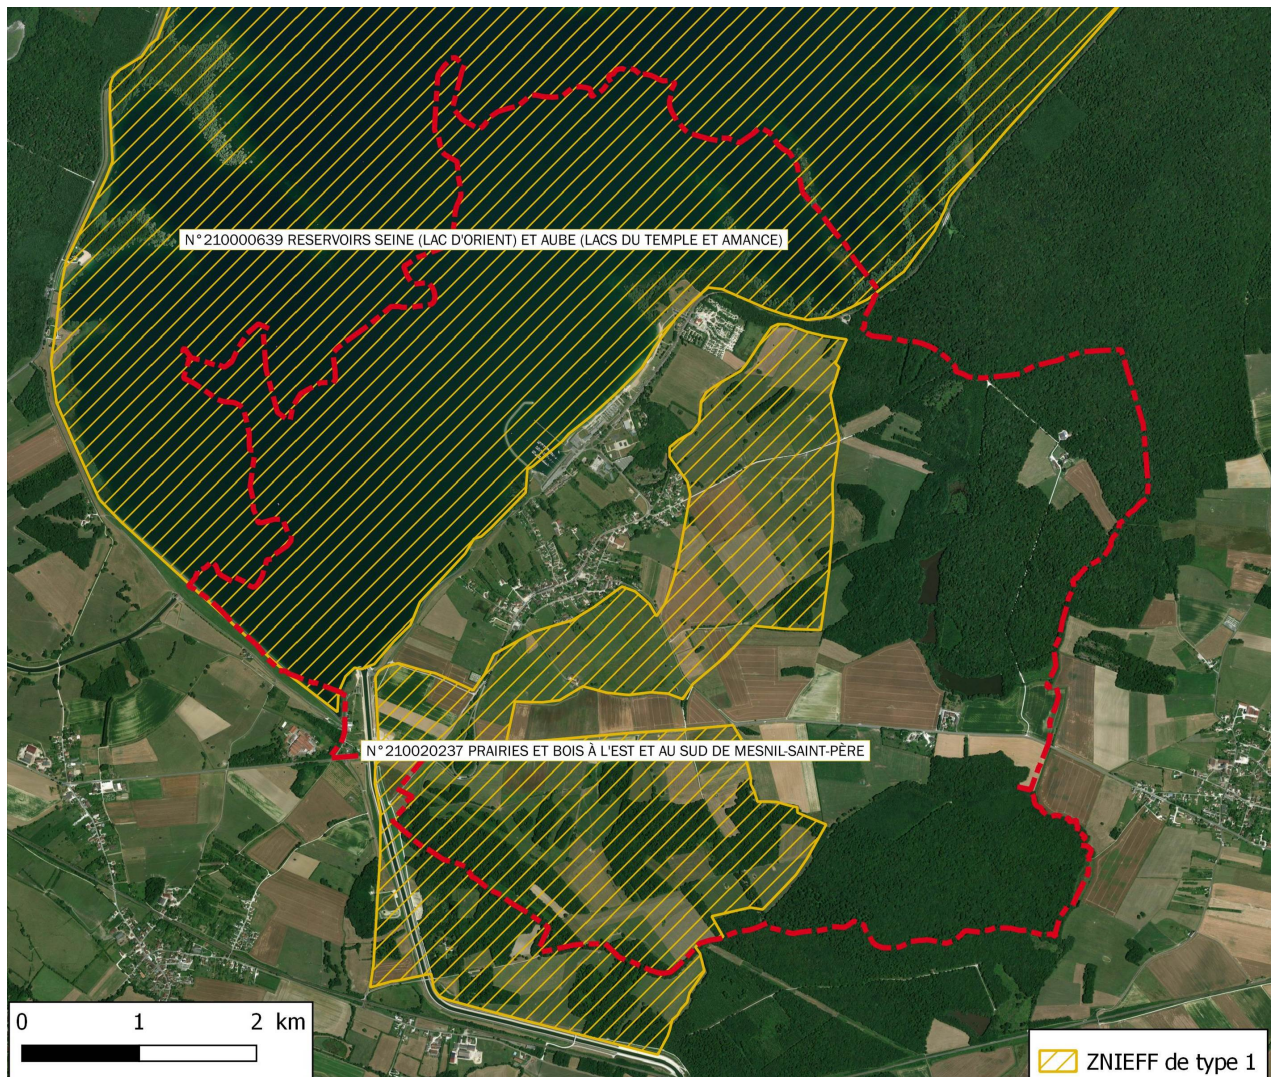 N°210000639 RESERVOIRS SEINE (LAC D'ORIENT) ET AUBE (LACS DU TEMPLE ET AMANCE)
N°210020237 PRAIRIES ET BOIS À L'EST ET AU SUD DE MESNIL-SAINT-PÈRE
0 1 2 km
ZNIEFF de type 1